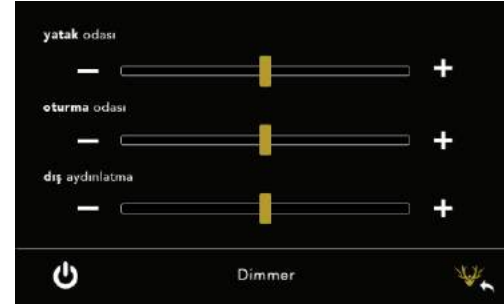 yatak odası
oturma odası
dış aydınlatma
Dimmer